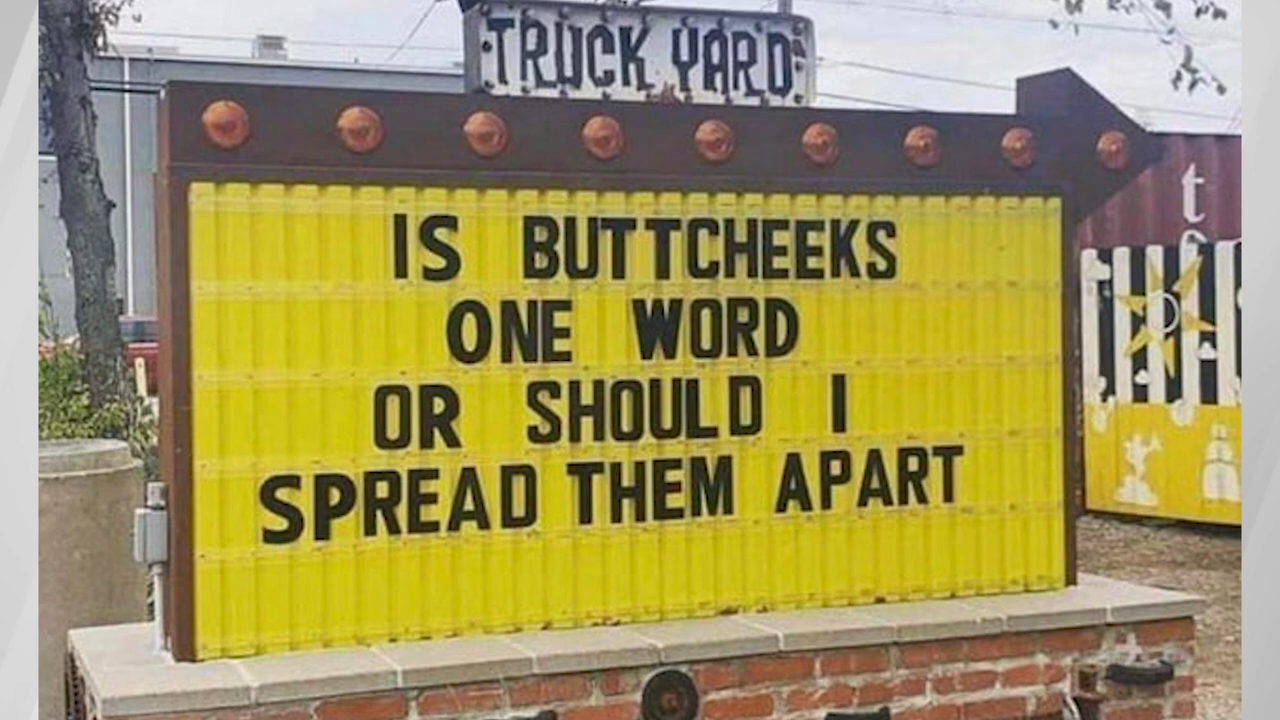 TRUCK YARD
IS BUTTCHEEKS
ONE WORD
OR SHOULD I
SPREAD THEM APART
t